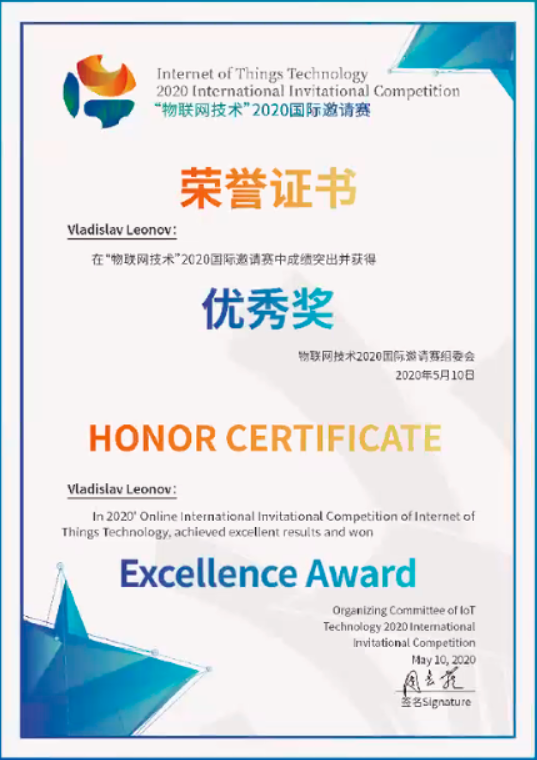 Internet of Things Technology
2020 International Invitational Competition
“物联网技术”2020国际邀请赛
荣誉证书
Vladislav Leonov:
在“物联网技术”2020国际邀请赛中成绩突出并获得
优秀奖
物联网技术2020国际邀请赛组委会
2020年5月10日
HONOR CERTIFICATE
Vladislav Leonov:
In 2020' Online International Invitational Competition of Internet of
Things Technology, achieved excellent results and won
Excellence Award
Organizing Committee of IoT
Technology 2020 International
Invitational Competition
May 10, 2020
签名Signature